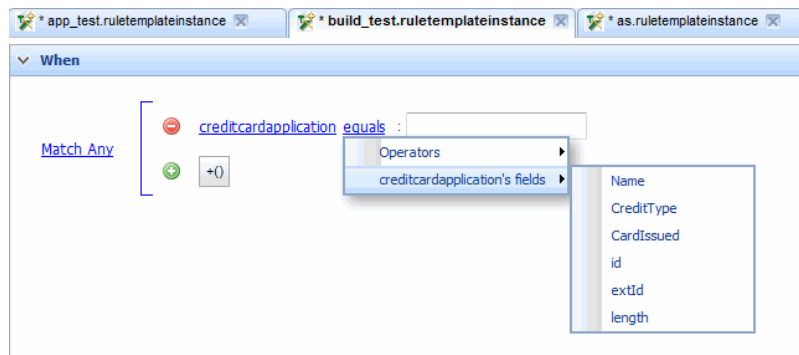 * app_test.ruletemplateinstance * build_test.ruletemplateinstance * as.ruletemplateinstance
When
creditcardapplication equals :
Match Any
Operators
+()
creditcardapplication's fields
Name
CreditType
CardIssued
id
extId
length